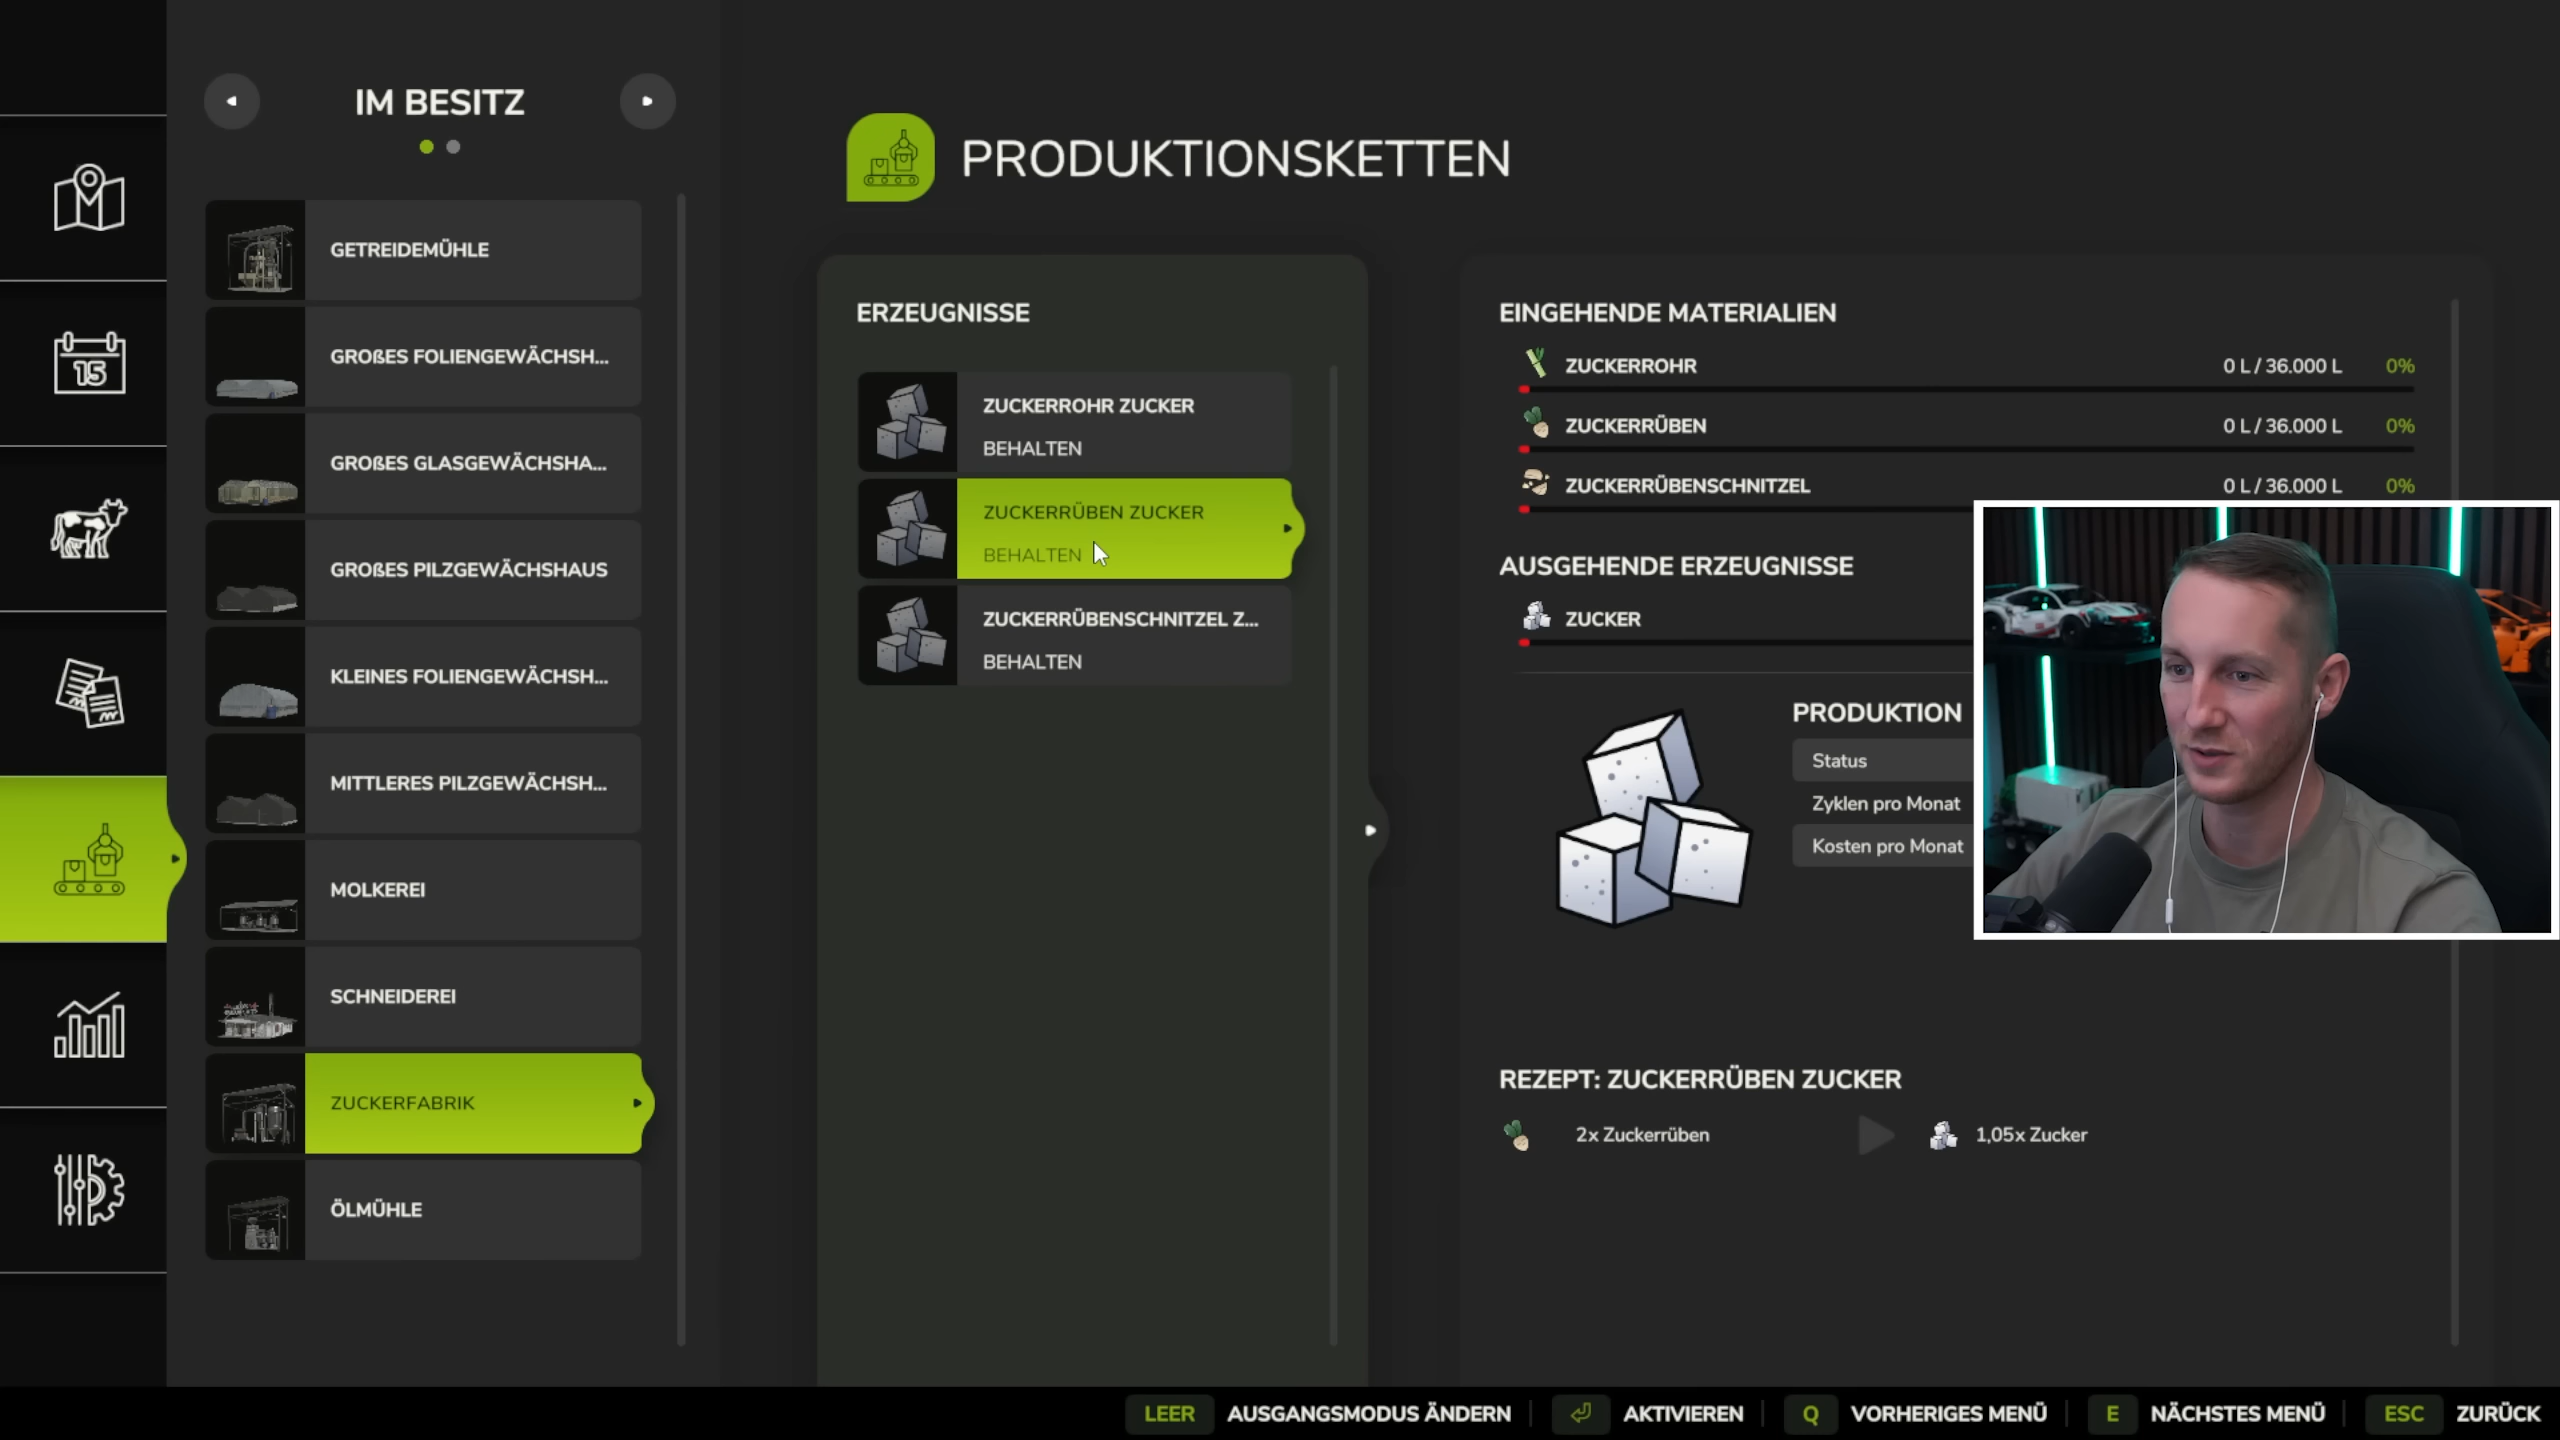 IM BESITZ
GETREIDEMÜHLE
GROßES FOLIENGEWÄCHSH...
GROßES GLASGEWÄCHSHA...
GROßES PILZGEWÄCHSHAUS
KLEINES FOLIENGEWÄCHSH...
MITTLERES PILZGEWÄCHSH...
MOLKEREI
SCHNEIDEREI
ZUCKERFABRIK
ÖLMÜHLE
15
PRODUKTIONSKETTEN
ERZEUGNISSE
ZUCKERROHR ZUCKER
BEHALTEN
ZUCKERRÜBEN ZUCKER
BEHALTEN
ZUCKERRÜBENSCHNITZEL Z...
BEHALTEN
EINGEHENDE MATERIALIEN
ZUCKERROHR 0 L / 36.000 L 0%
ZUCKERRÜBEN 0 L / 36.000 L 0%
ZUCKERRÜBENSCHNITZEL 0 L / 36.000 L 0%
AUSGEHENDE ERZEUGNISSE
ZUCKER
PRODUKTION
Status
Zyklen pro Monat
Kosten pro Monat
REZEPT: ZUCKERRÜBEN ZUCKER
2x Zuckerrüben 1,05x Zucker
LEER AUSGANGSMODUS ÄNDERN AKTIVIEREN Q VORHERIGES MENÜ E NÄCHSTES MENÜ ESC ZURÜCK